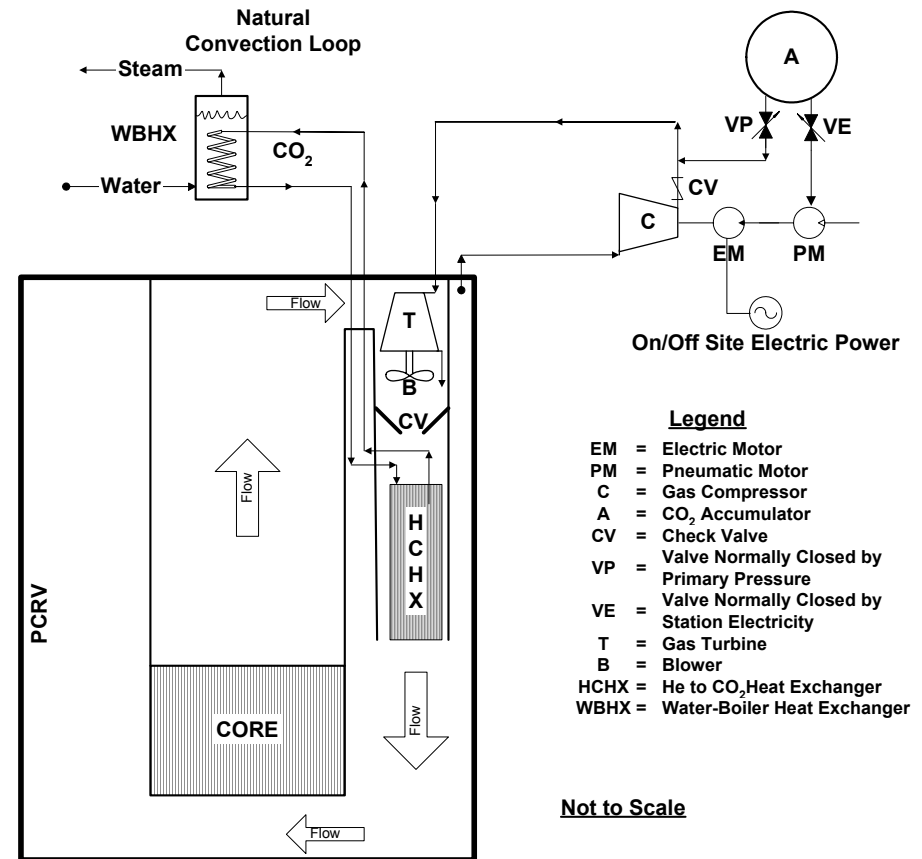 Natural
Convection Loop
Steam
WBHX
CO₂
Water
A
VP
VE
CV
C
EM
PM
On/Off Site Electric Power
Flow
T
B
CV
Flow
HCHX
PCRV
CORE
Flow
Flow
Legend
EM = Electric Motor
PM = Pneumatic Motor
C = Gas Compressor
A = CO₂ Accumulator
CV = Check Valve
VP = Valve Normally Closed by
Primary Pressure
VE = Valve Normally Closed by
Station Electricity
T = Gas Turbine
B = Blower
HCHX = He to CO₂Heat Exchanger
WBHX = Water-Boiler Heat Exchanger
Not to Scale